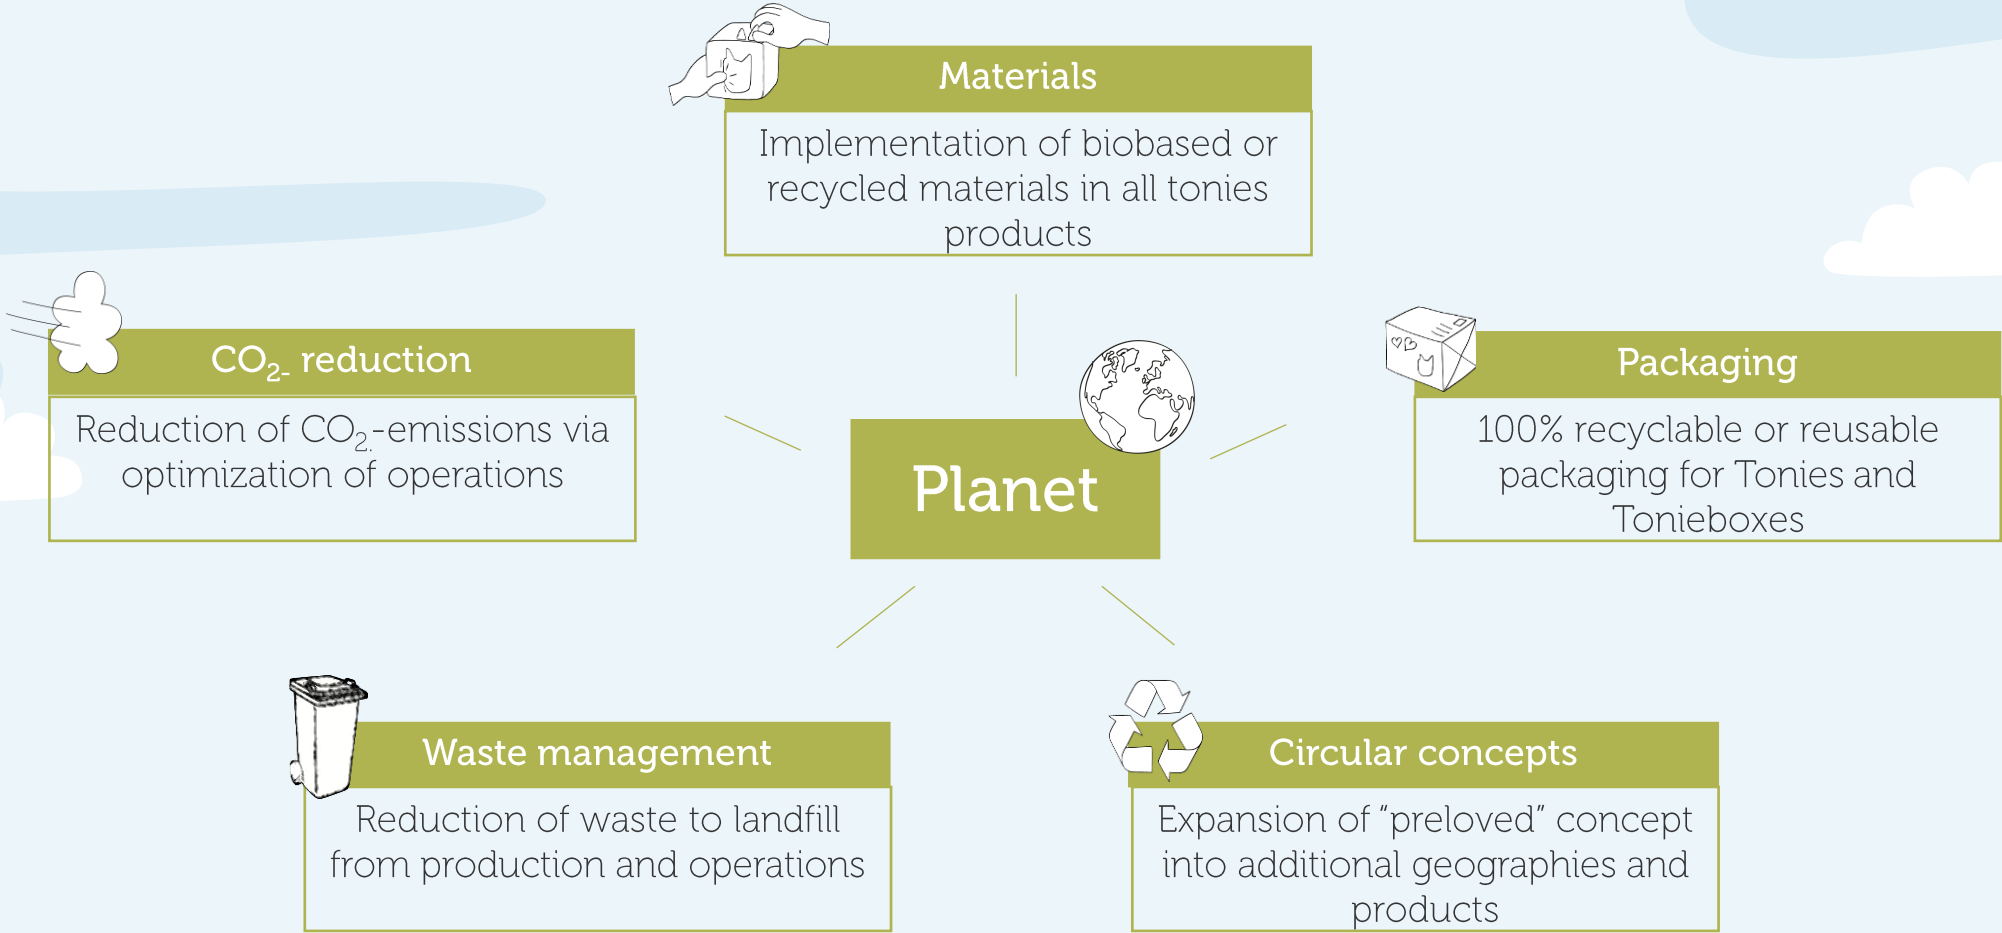 Materials
Implementation of biobased or
recycled materials in all tonies
products
CO₂- reduction
Reduction of CO₂.-emissions via
optimization of operations
Planet
Packaging
100% recyclable or reusable
packaging for Tonies and
Tonieboxes
Waste management
Reduction of waste to landfill
from production and operations
Circular concepts
Expansion of “preloved” concept
into additional geographies and
products